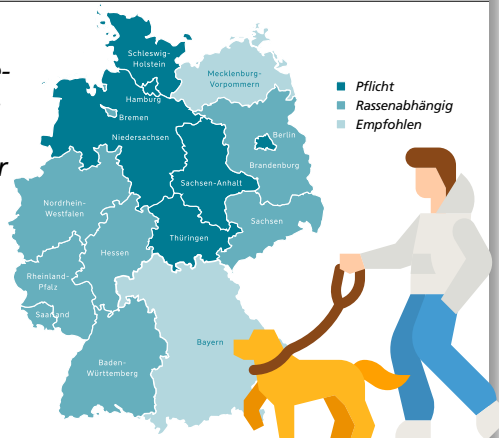 Schleswig-
Holstein
Mecklenburg-
Vorpommern
Hamburg
Bremen
Niedersachsen
Berlin
Brandenburg
Sachsen-Anhalt
Nordrhein-
Westfalen
Sachsen
Thüringen
Hessen
Rheinland-
Pfalz
Saarland
Bayern
Baden-
Württemberg
Pflicht
Rassenabhängig
Empfohlen